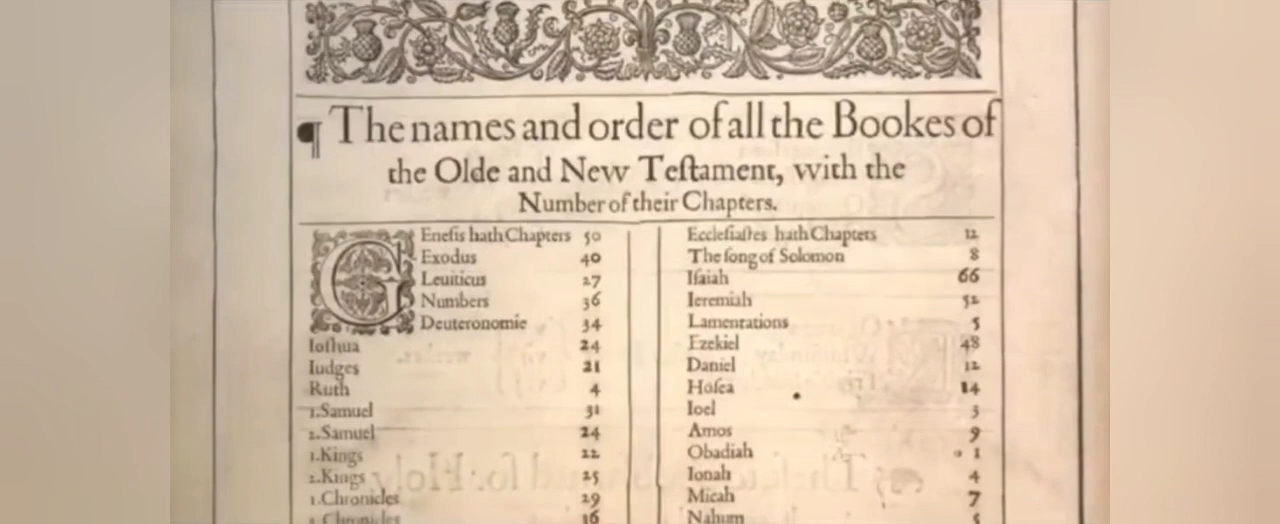 ¶ The names and order of all the Bookes of
the Olde and New Teſtament, with the
Number of their Chapters.
Geneſis hath Chapters 50
Exodus 40
Leuiticus 27
Numbers 36
Deuteronomie 34
Ioſhua 24
Iudges 21
Ruth 4
1.Samuel 31
2.Samuel 24
1.Kings 22
2.Kings 25
1.Chronicles 29
2.Chronicles 16
Eccleſiaſtes hath Chapters 12
The ſong of Solomon 8
Iſaiah 66
Ieremiah 52
Lamentations 5
Ezekiel 48
Daniel 12
Hoſea 14
Ioel 3
Amos 9
Obadiah 1
Ionah 4
Micah 7
Nahum